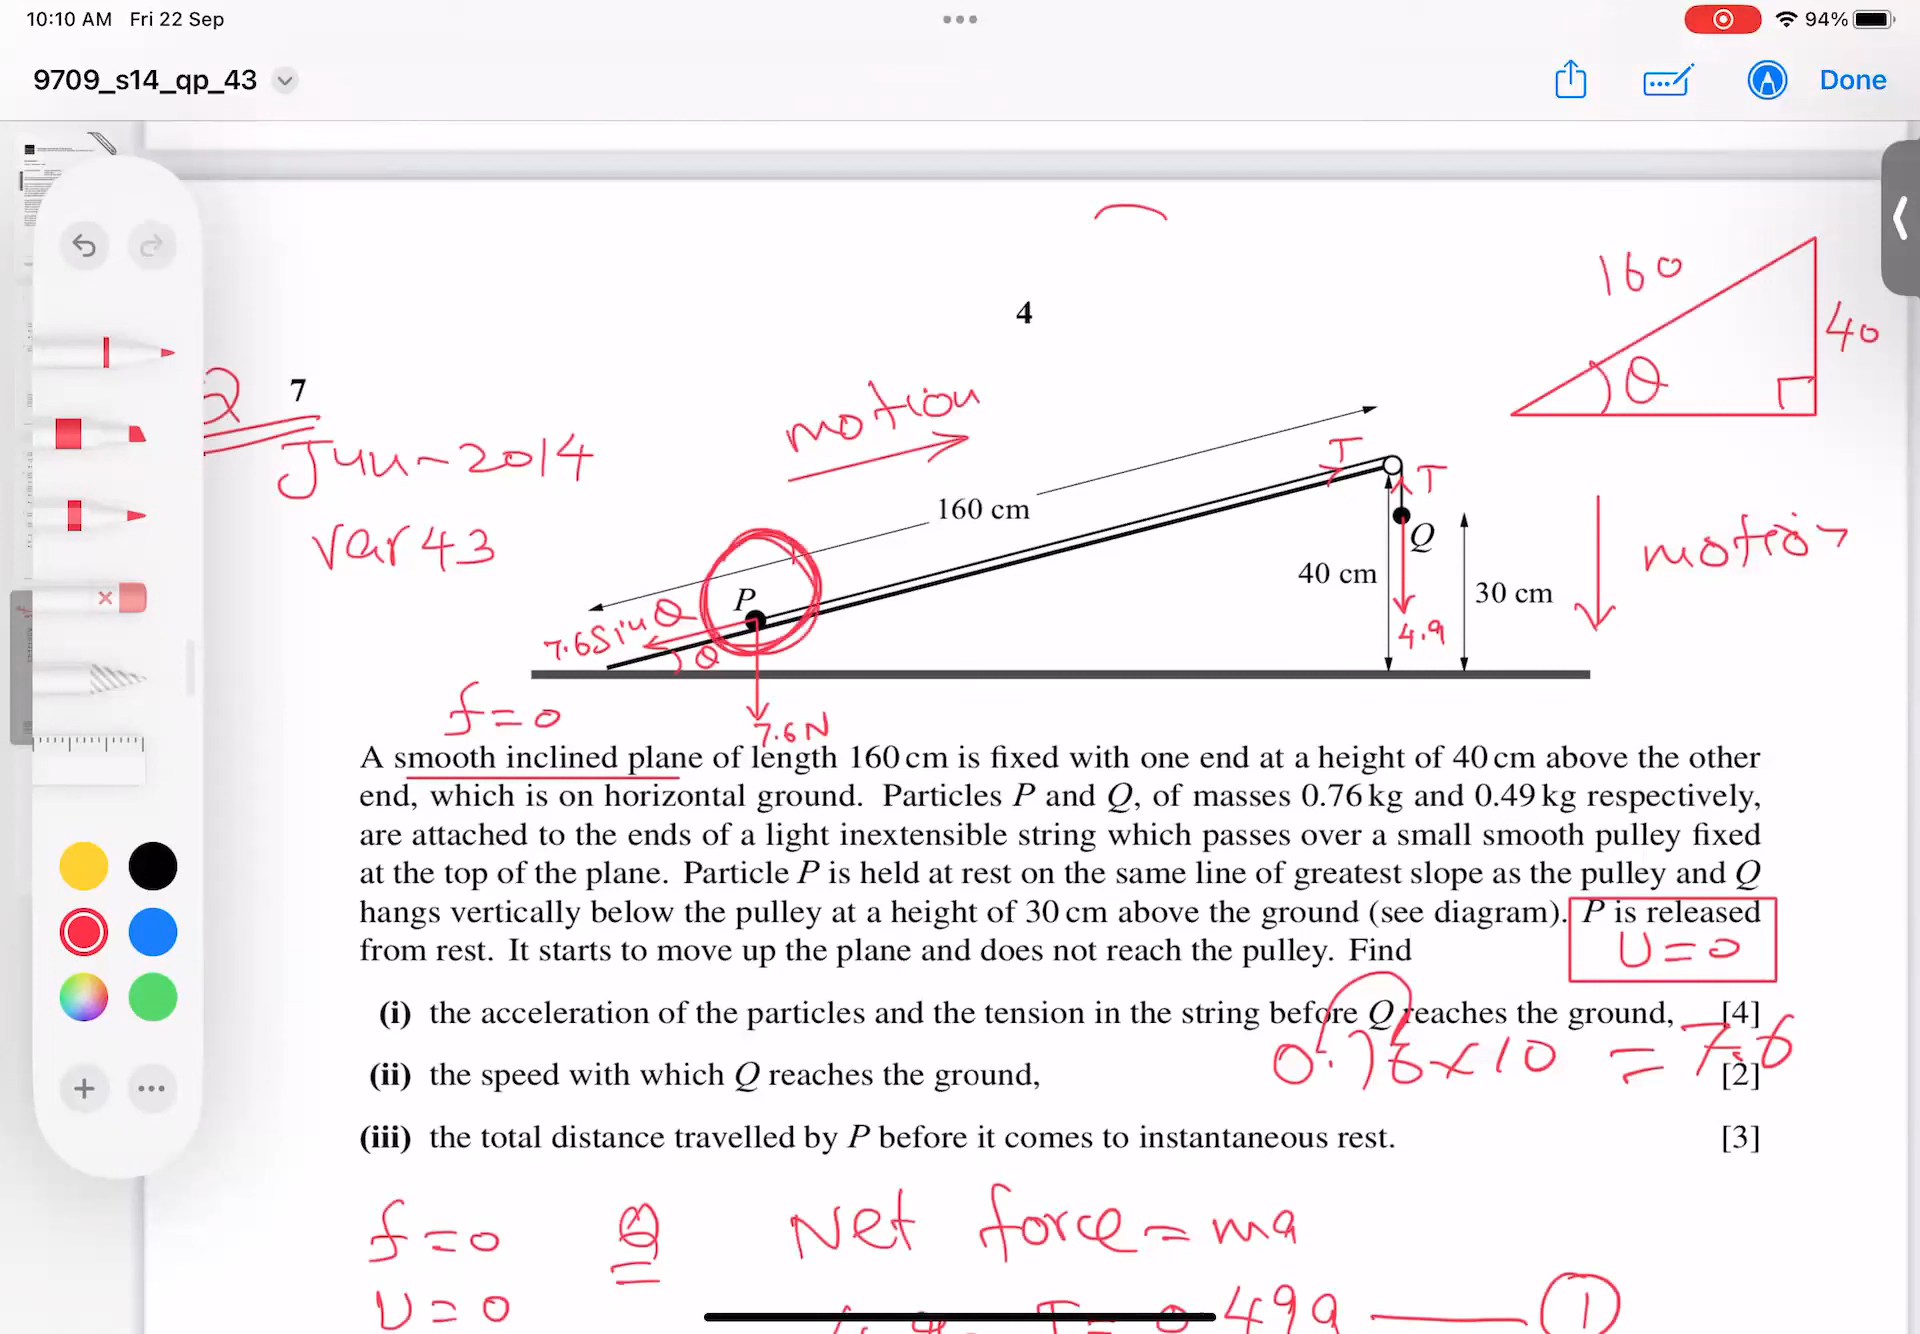 10:10 AM Fri 22 Sep
94%
9709_s14_qp_43
Done
4
160
40
θ
Q 7
Jun-2014
Var 43
motion
160 cm
T
T
Q
motion
40 cm
30 cm
4.9
P
7.6Sinθ
θ
f=0
7.6N
A smooth inclined plane of length 160 cm is fixed with one end at a height of 40 cm above the other
end, which is on horizontal ground. Particles P and Q, of masses 0.76 kg and 0.49 kg respectively,
are attached to the ends of a light inextensible string which passes over a small smooth pulley fixed
at the top of the plane. Particle P is held at rest on the same line of greatest slope as the pulley and Q
hangs vertically below the pulley at a height of 30 cm above the ground (see diagram). P is released
from rest. It starts to move up the plane and does not reach the pulley. Find
U=0
(i) the acceleration of the particles and the tension in the string before Q reaches the ground, [4]
0.76×10 = 7.6
(ii) the speed with which Q reaches the ground, [2]
(iii) the total distance travelled by P before it comes to instantaneous rest. [3]
f=0 Q Net force = ma
U=0
T = 0.49a 1